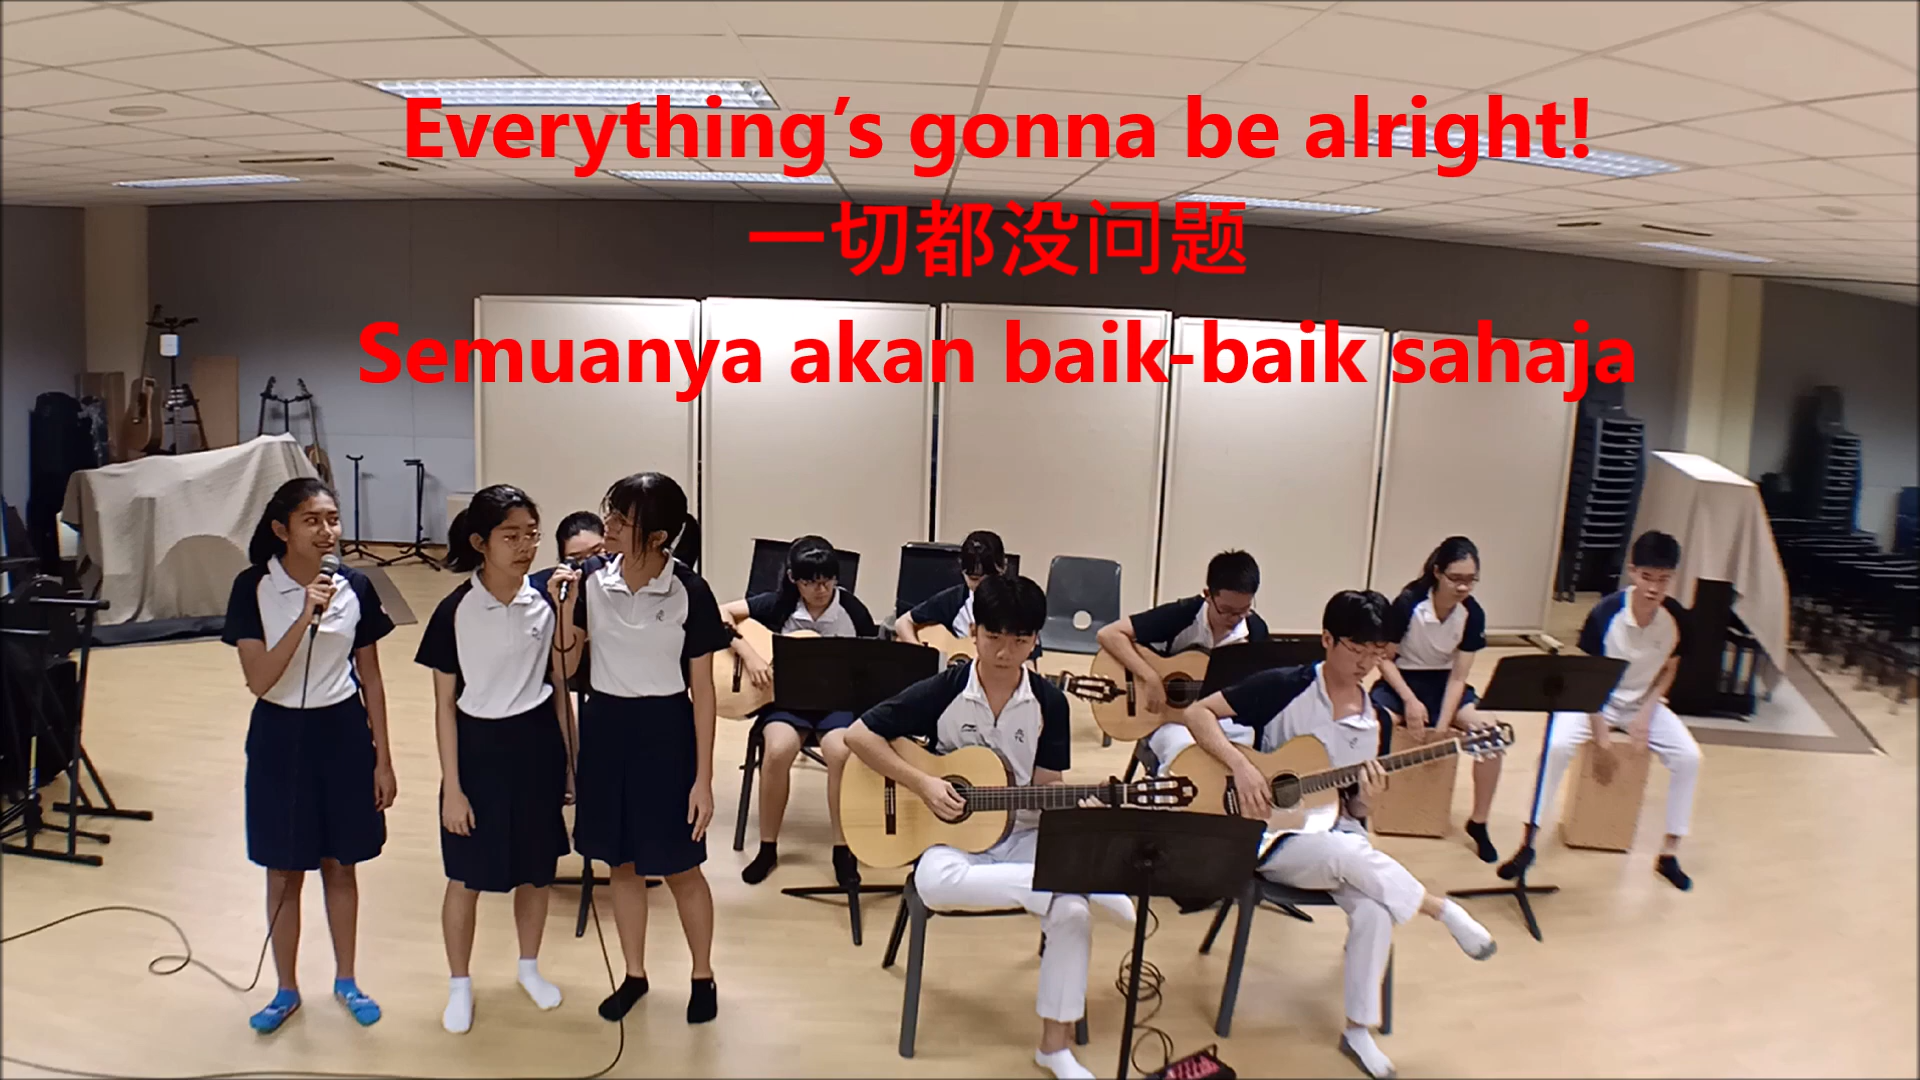 Everything’s gonna be alright!
一切都没问题
Semuanya akan baik-baik sahaja